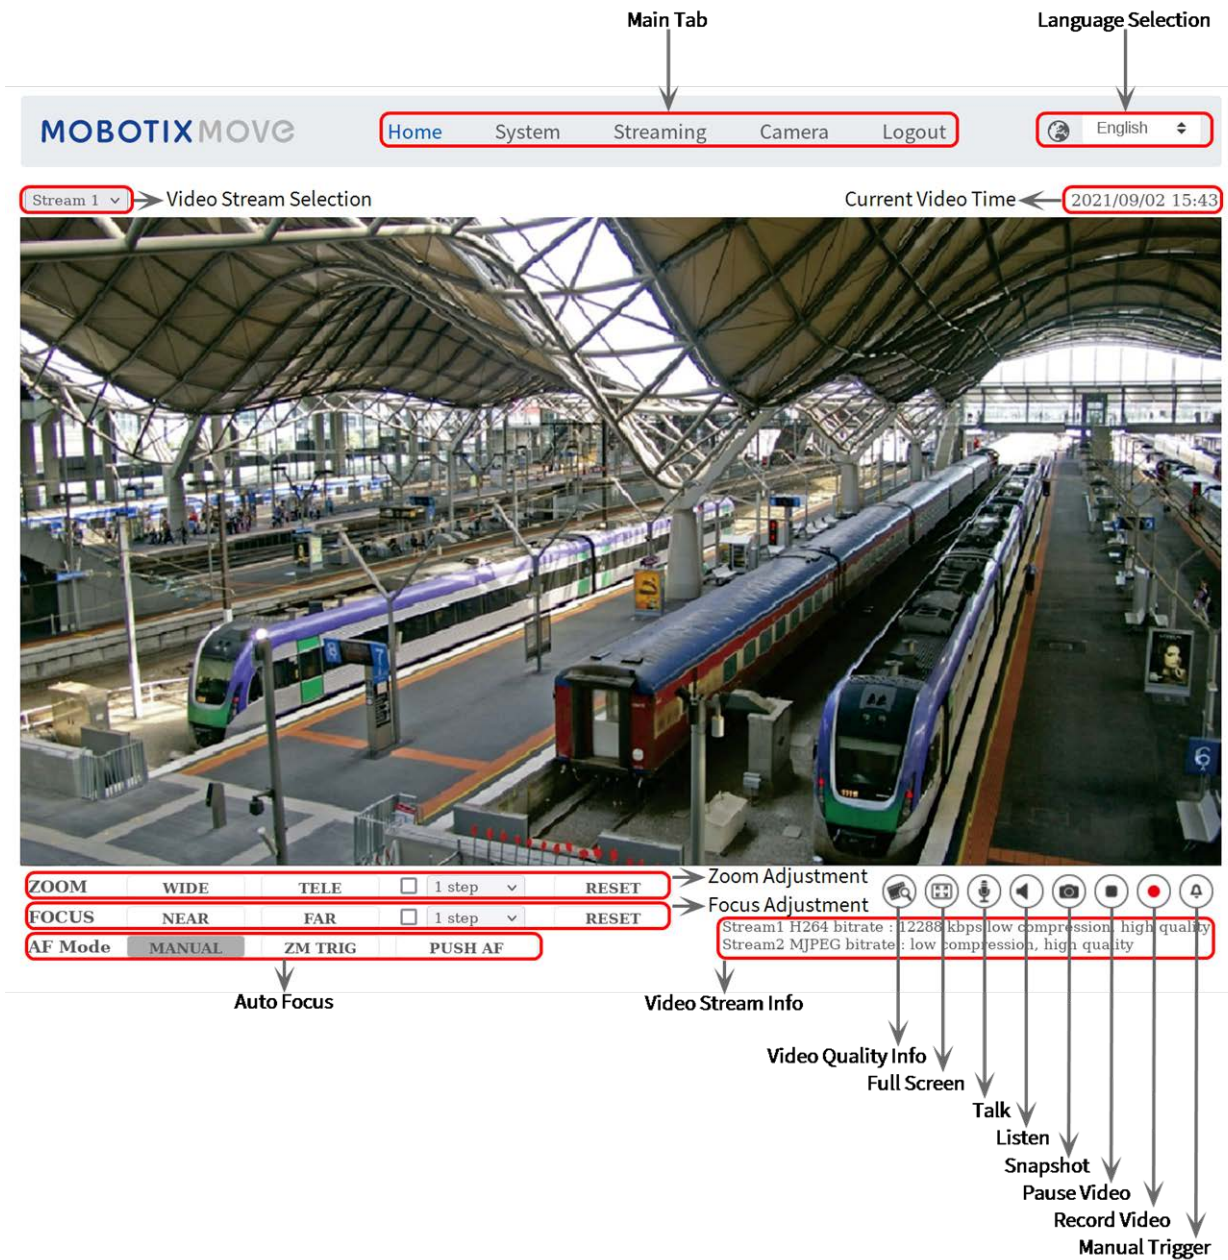 Main Tab
Language Selection
MOBOTIX MOVE
Home System Streaming Camera Logout
English
Stream 1
Video Stream Selection
Current Video Time
2021/09/02 15:43
8 7
6
ZOOM WIDE TELE 1 step RESET
Zoom Adjustment
FOCUS NEAR FAR 1 step RESET
Focus Adjustment
AF Mode MANUAL ZM TRIG PUSH AF
Stream1 H264 bitrate : 12288 kbps low compression, high quality
Stream2 MJPEG bitrate : low compression, high quality
Auto Focus
Video Stream Info
Video Quality Info
Full Screen
Talk
Listen
Snapshot
Pause Video
Record Video
Manual Trigger